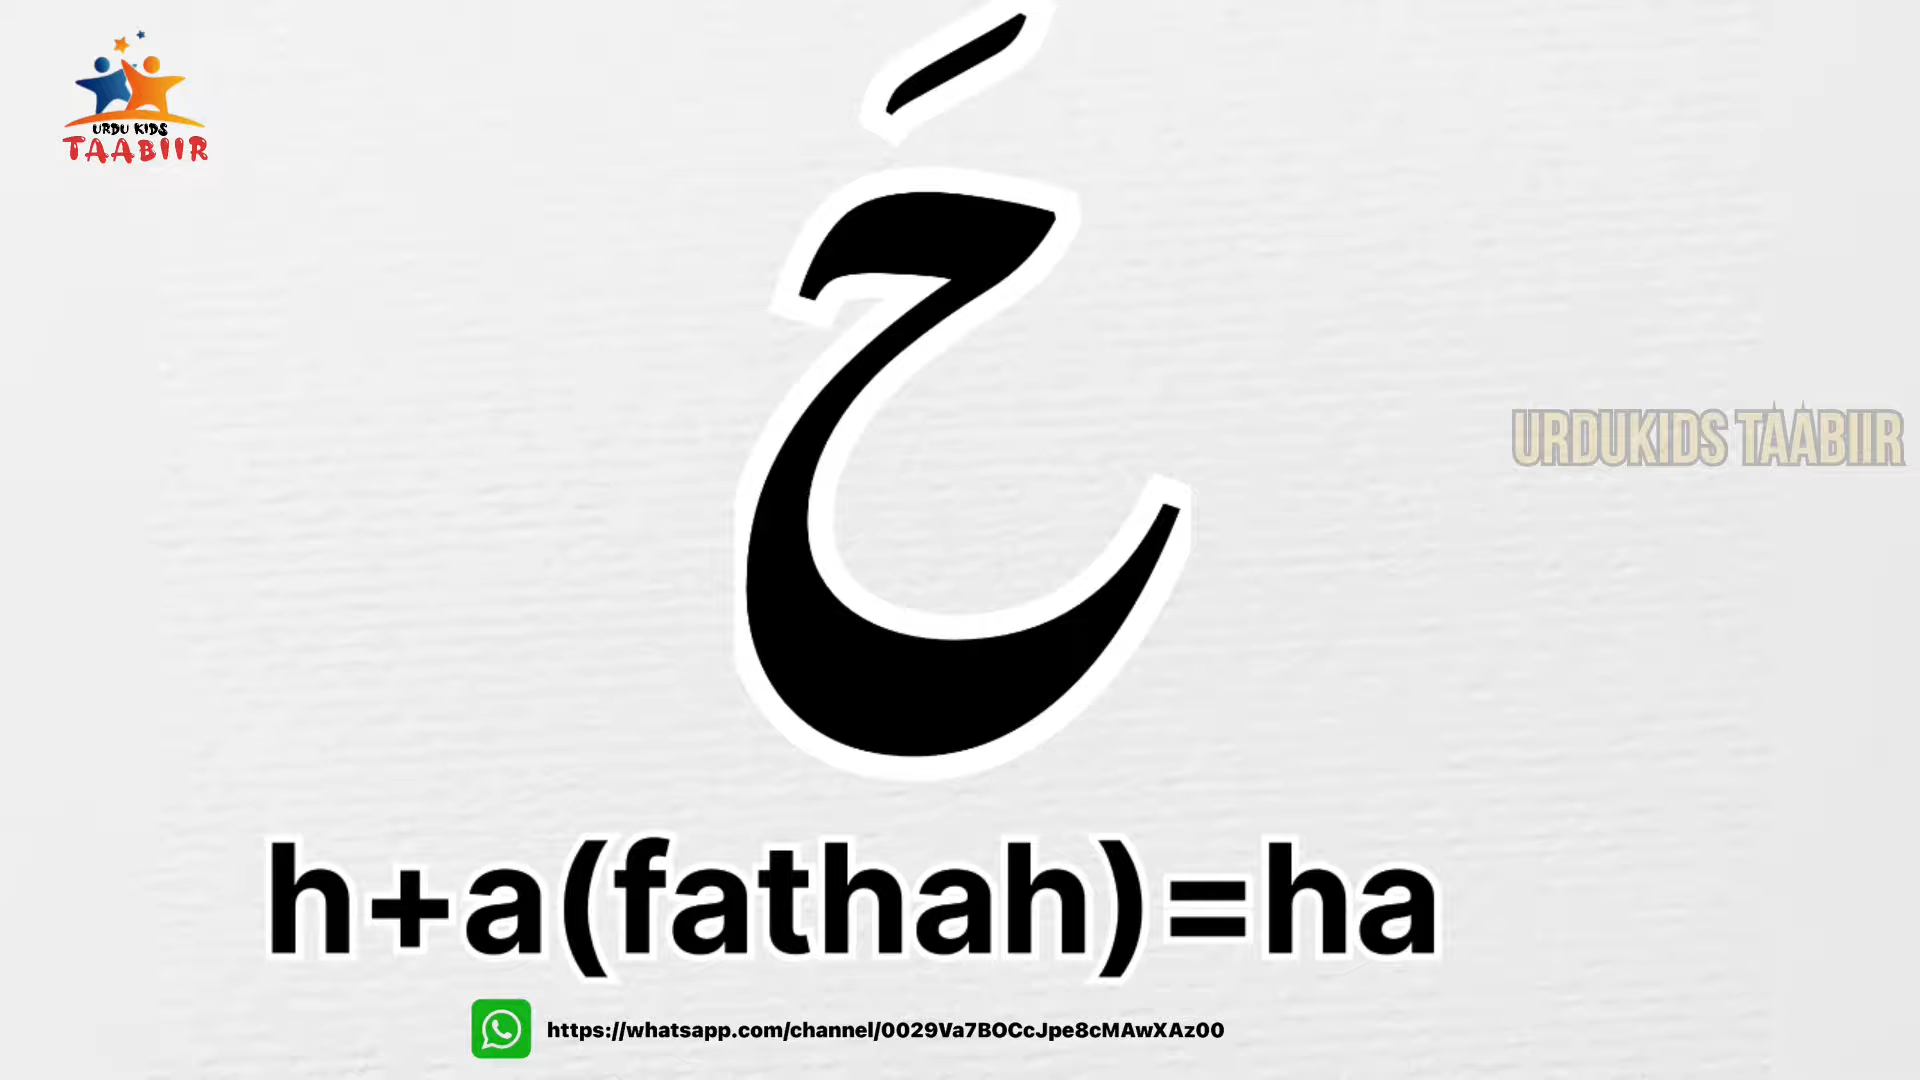 URDU KIDS
TAABIIR
حَ
URDUKIDS TAABIIR
h+a(fathah)=ha
https://whatsapp.com/channel/0029Va7BOCcJpe8cMAwXAz00